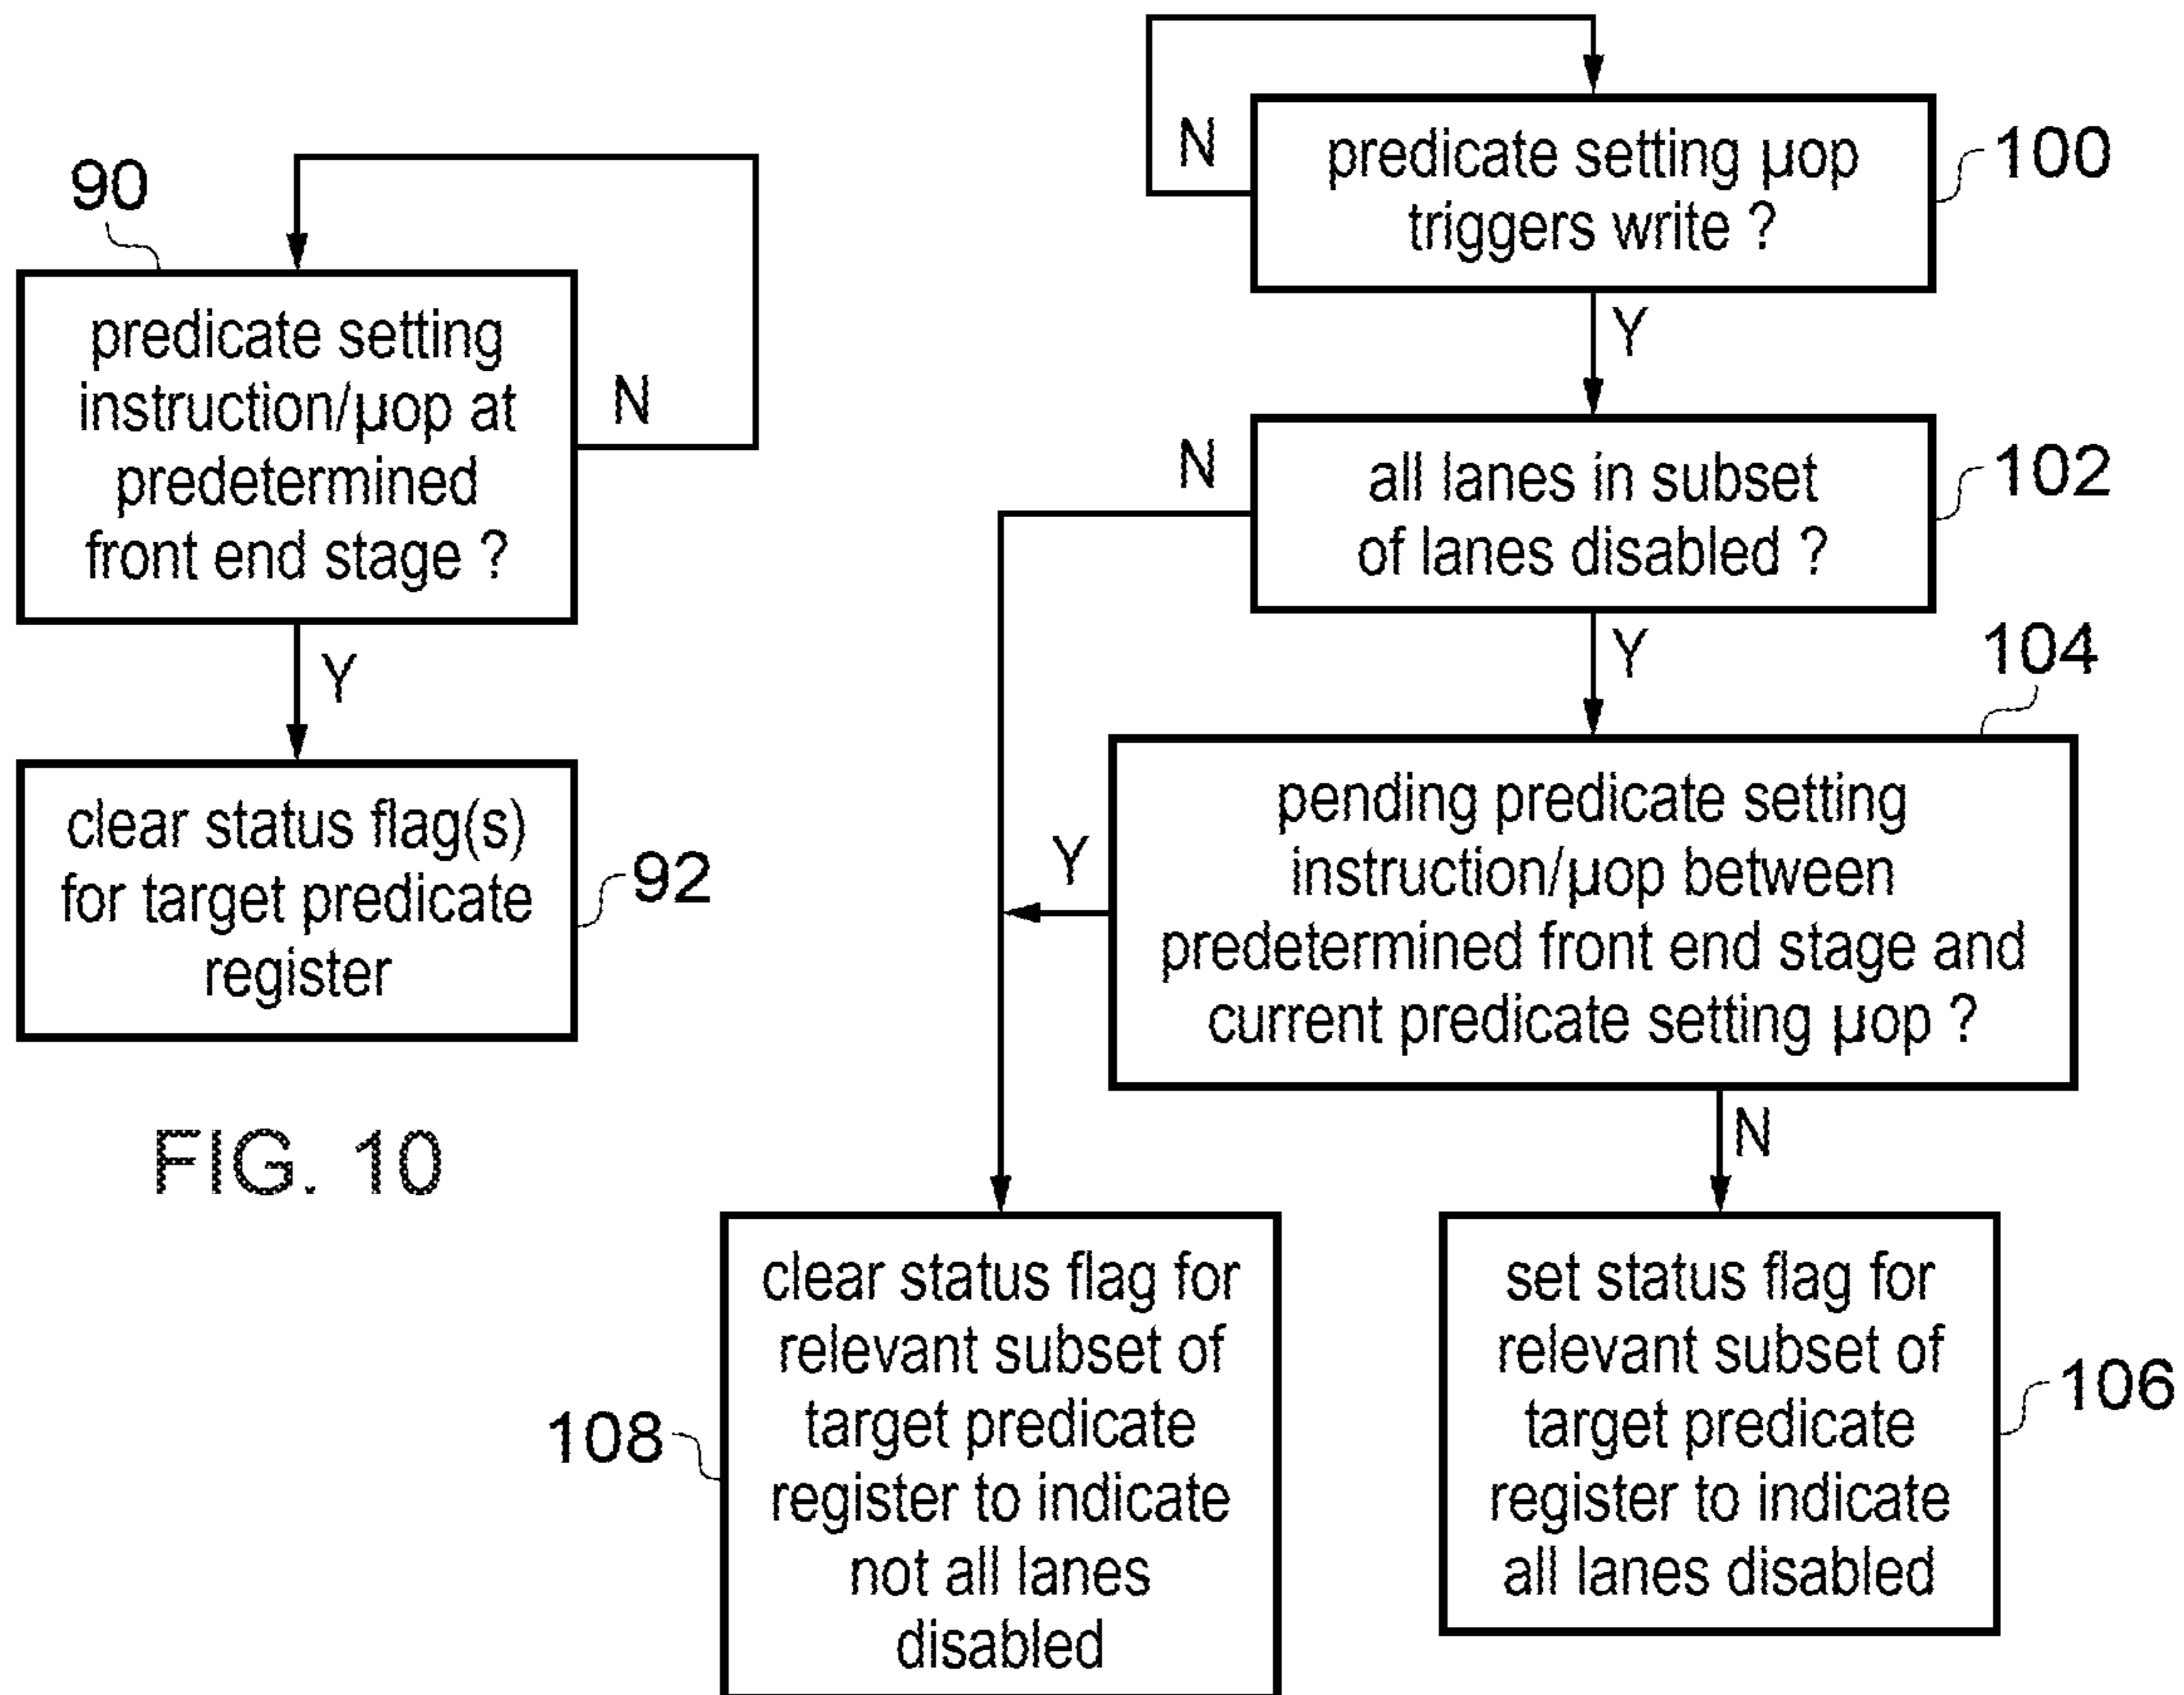 90
predicate setting
instruction/µop at
predetermined
front end stage ?
N
Y
clear status flag(s)
for target predicate
register
92
FIG. 10
N
predicate setting µop
triggers write ?
100
Y
N
all lanes in subset
of lanes disabled ?
102
Y
104
pending predicate setting
instruction/µop between
predetermined front end stage and
current predicate setting µop ?
Y
N
clear status flag for
relevant subset of
target predicate
register to indicate
not all lanes
disabled
108
set status flag for
relevant subset of
target predicate
register to indicate
all lanes disabled
106